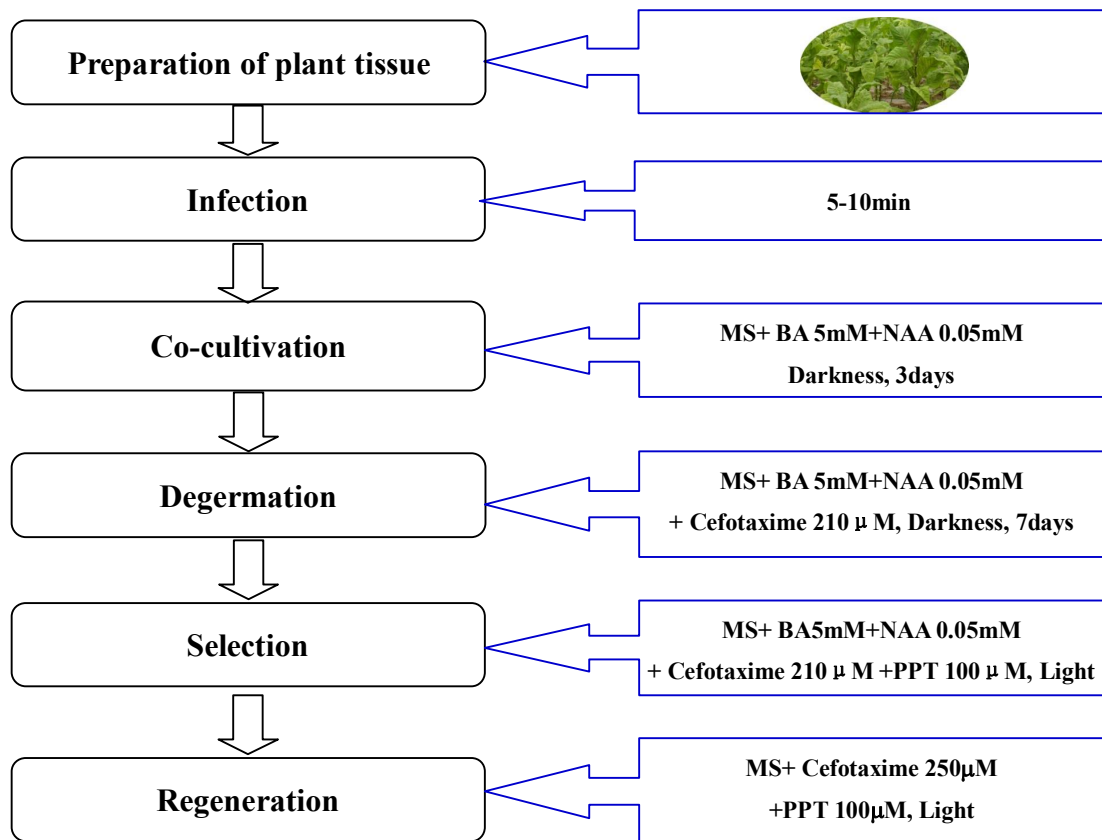 Preparation of plant tissue
Infection
5-10min
Co-cultivation
MS+ BA 5mM+NAA 0.05mM
Darkness, 3days
Degermation
MS+ BA 5mM+NAA 0.05mM
+ Cefotaxime 210 μ M, Darkness, 7days
Selection
MS+ BA5mM+NAA 0.05mM
+ Cefotaxime 210 μ M +PPT 100 μ M, Light
Regeneration
MS+ Cefotaxime 250μM
+PPT 100μM, Light